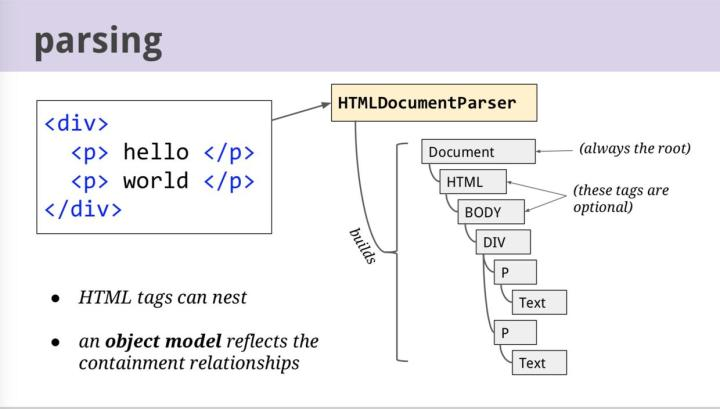 parsing
<div>
<p> hello </p>
<p> world </p>
</div>
HTMLDocumentParser
builds
Document
(always the root)
HTML
(these tags are
optional)
BODY
DIV
P
Text
P
Text
● HTML tags can nest
● an object model reflects the
containment relationships